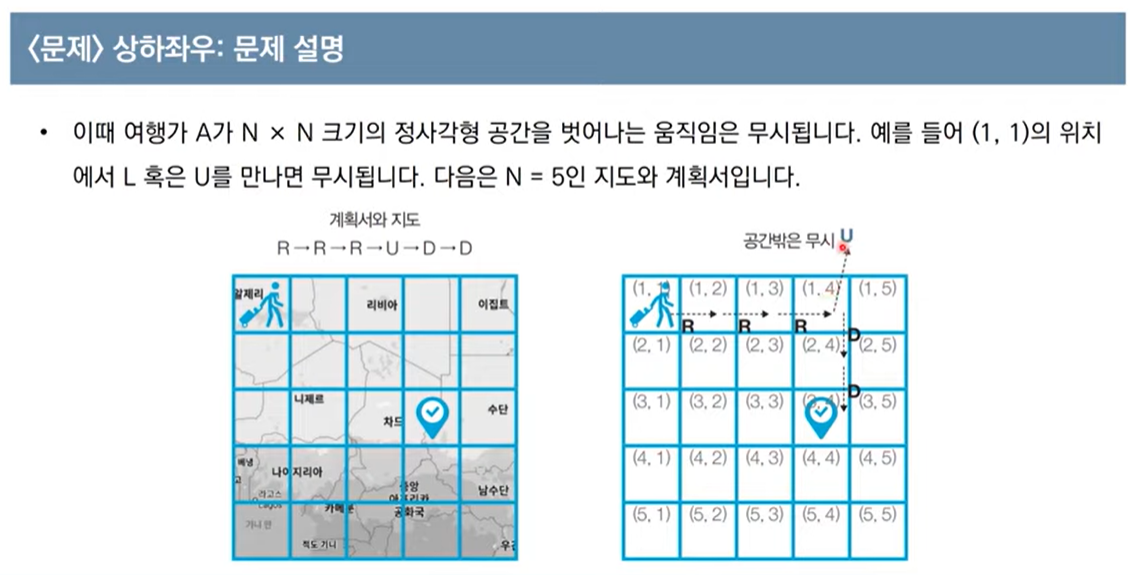 <문제> 상하좌우: 문제 설명
• 이때 여행가 A가 N × N 크기의 정사각형 공간을 벗어나는 움직임은 무시됩니다. 예를 들어 (1, 1)의 위치
에서 L 혹은 U를 만나면 무시됩니다. 다음은 N = 5인 지도와 계획서입니다.
계획서와 지도
R→R→R→U→D→D
알제리
리비아
이집트
니제르
차드
수단
베냉
나이지리아
라고스
Lagos
중앙
아프리카
공화국
남수단
카메룬
가니 만
적도 기니
공간밖은 무시 U
(1, 2) (1, 3) (1, 4) (1, 5)
R R R D
(2, 1) (2, 2) (2, 3) (2, 4) (2, 5)
D
(3, 1) (3, 2) (3, 3) (3, 5)
(4, 1) (4, 2) (4, 3) (4, 4) (4, 5)
(5, 1) (5, 2) (5, 3) (5, 4) (5, 5)